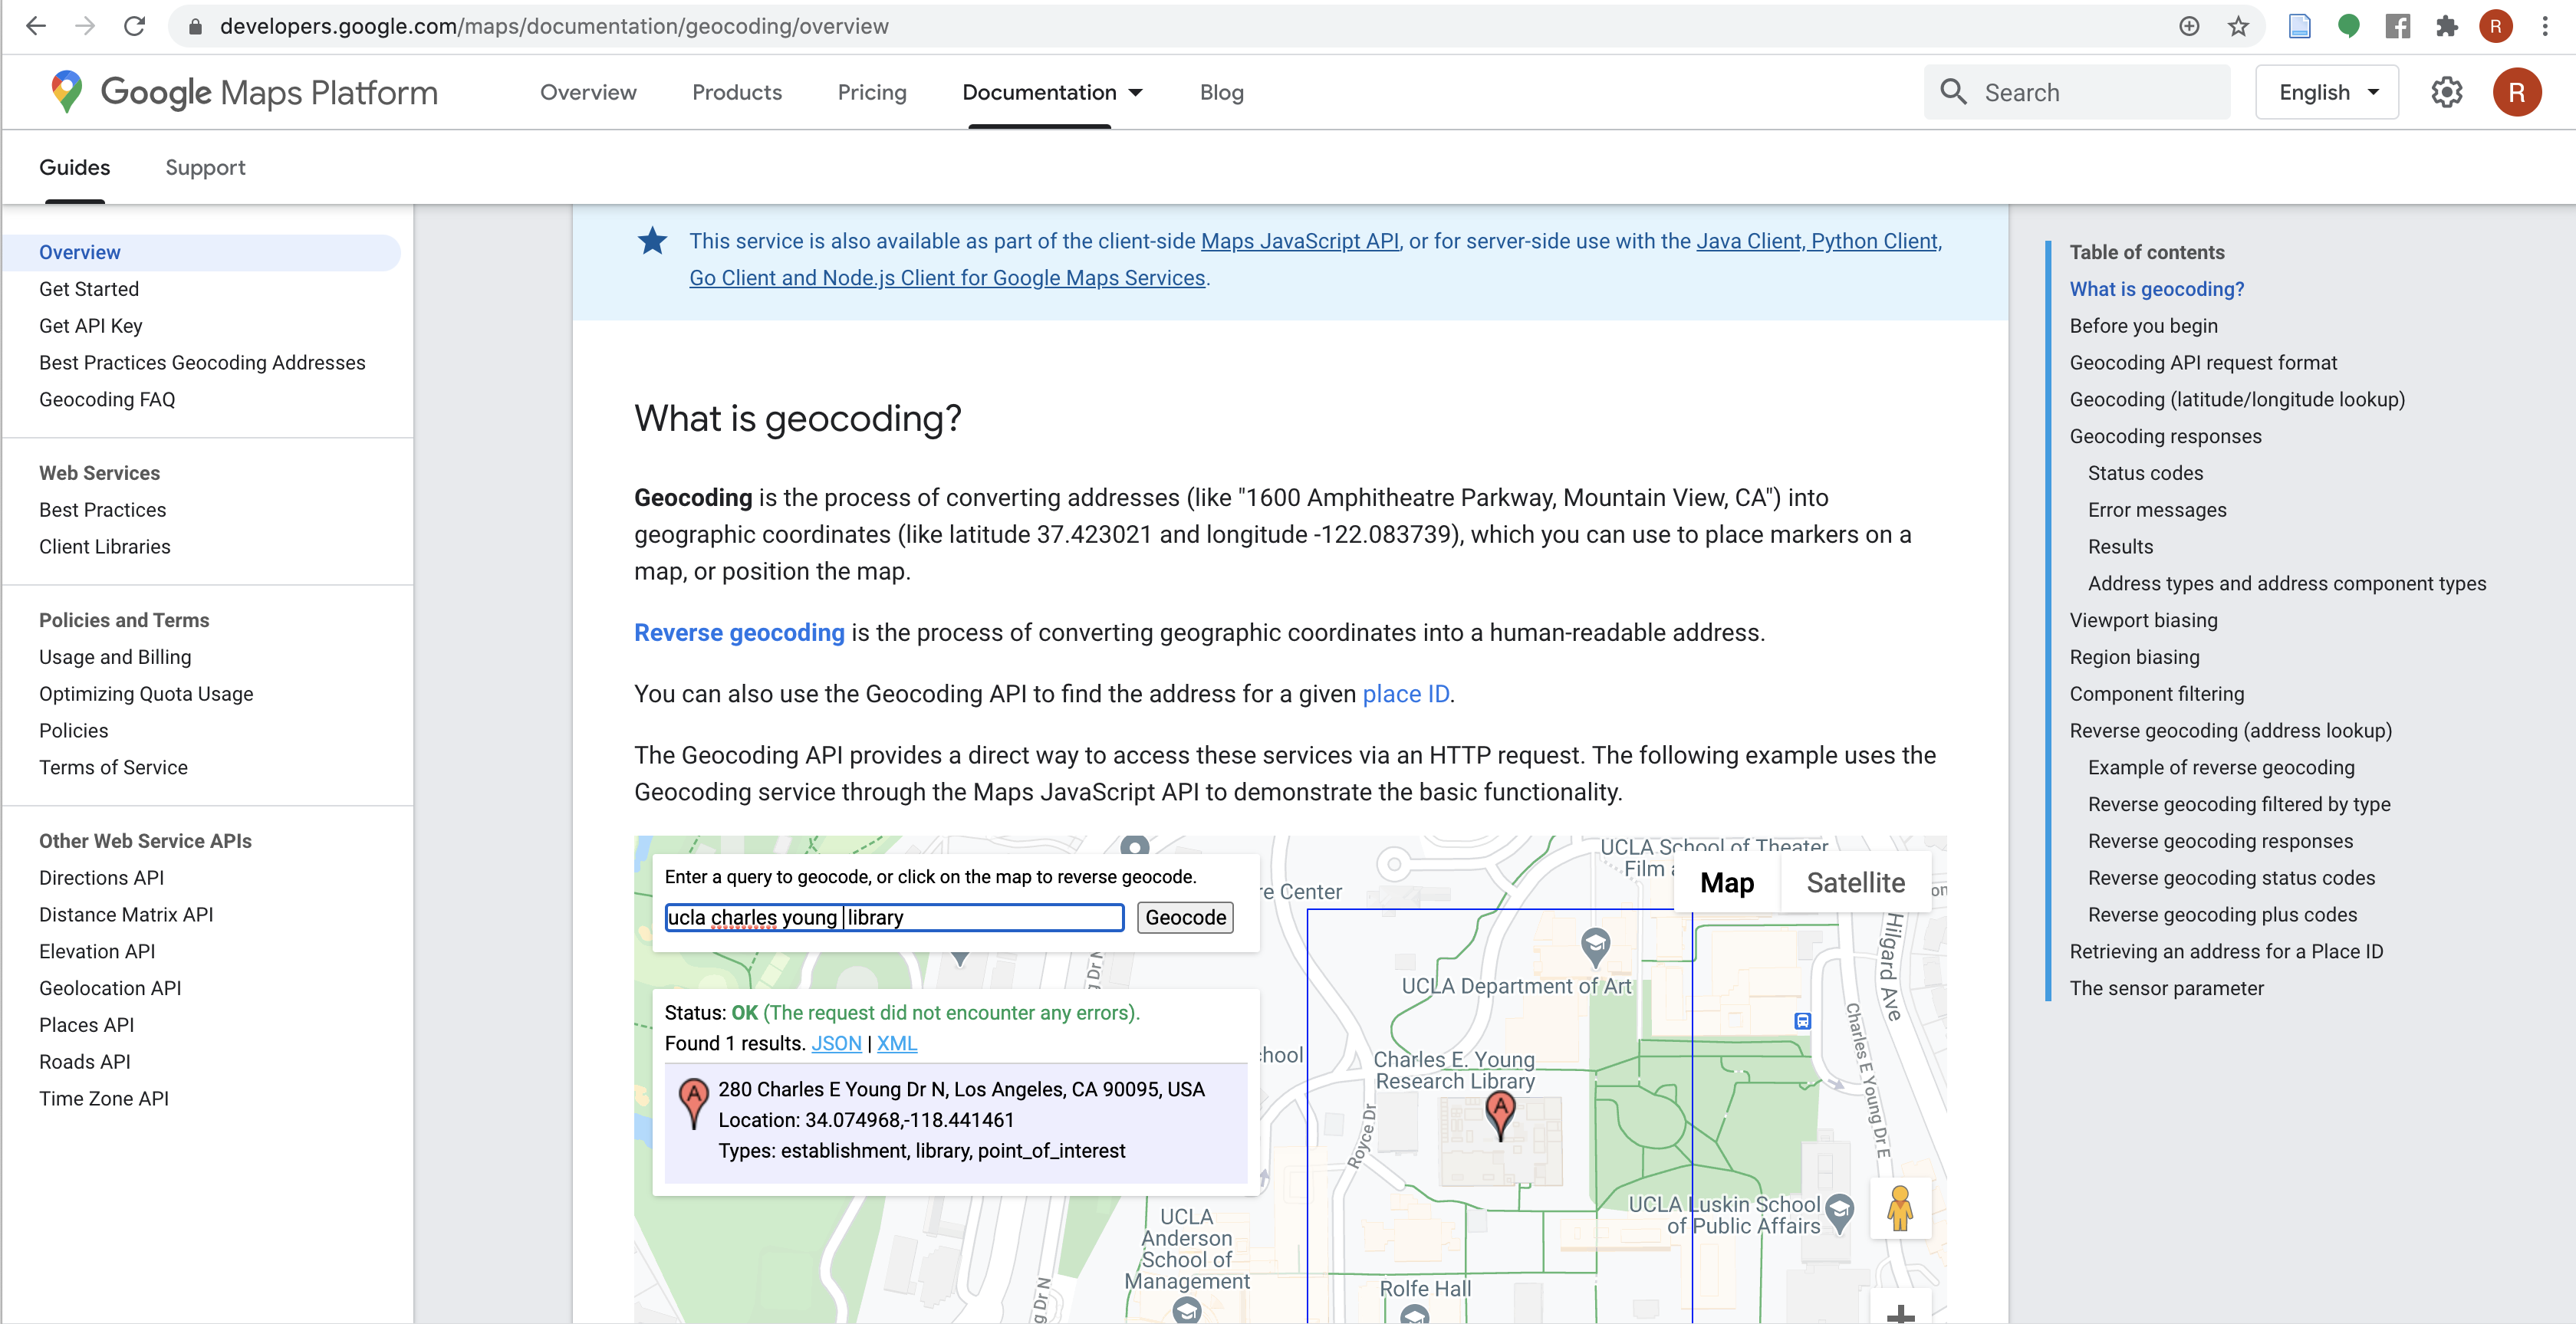 developers.google.com/maps/documentation/geocoding/overview
R
Google Maps Platform
Overview
Products
Pricing
Documentation
Blog
Search
English
R
Guides
Support
Overview
Get Started
Get API Key
Best Practices Geocoding Addresses
Geocoding FAQ
Web Services
Best Practices
Client Libraries
Policies and Terms
Usage and Billing
Optimizing Quota Usage
Policies
Terms of Service
Other Web Service APIs
Directions API
Distance Matrix API
Elevation API
Geolocation API
Places API
Roads API
Time Zone API
This service is also available as part of the client-side Maps JavaScript API, or for server-side use with the Java Client, Python Client,
Go Client and Node.js Client for Google Maps Services.
What is geocoding?
Geocoding is the process of converting addresses (like "1600 Amphitheatre Parkway, Mountain View, CA") into
geographic coordinates (like latitude 37.423021 and longitude -122.083739), which you can use to place markers on a
map, or position the map.
Reverse geocoding is the process of converting geographic coordinates into a human-readable address.
You can also use the Geocoding API to find the address for a given place ID.
The Geocoding API provides a direct way to access these services via an HTTP request. The following example uses the
Geocoding service through the Maps JavaScript API to demonstrate the basic functionality.
Enter a query to geocode, or click on the map to reverse geocode.
ucla charles young library
Geocode
Status: OK (The request did not encounter any errors).
Found 1 results. JSON | XML
A
280 Charles E Young Dr N, Los Angeles, CA 90095, USA
Location: 34.074968,-118.441461
Types: establishment, library, point_of_interest
UCLA School of Theater
Film
Map
Satellite
Center
UCLA Department of Art
Hilgard Ave
Charles E Young Dr E
Charles E. Young
Research Library
A
Royce Dr
UCLA Luskin School
of Public Affairs
UCLA
Anderson
School of
Management
Dr N
Dr N
Rolfe Hall
Table of contents
What is geocoding?
Before you begin
Geocoding API request format
Geocoding (latitude/longitude lookup)
Geocoding responses
Status codes
Error messages
Results
Address types and address component types
Viewport biasing
Region biasing
Component filtering
Reverse geocoding (address lookup)
Example of reverse geocoding
Reverse geocoding filtered by type
Reverse geocoding responses
Reverse geocoding status codes
Reverse geocoding plus codes
Retrieving an address for a Place ID
The sensor parameter